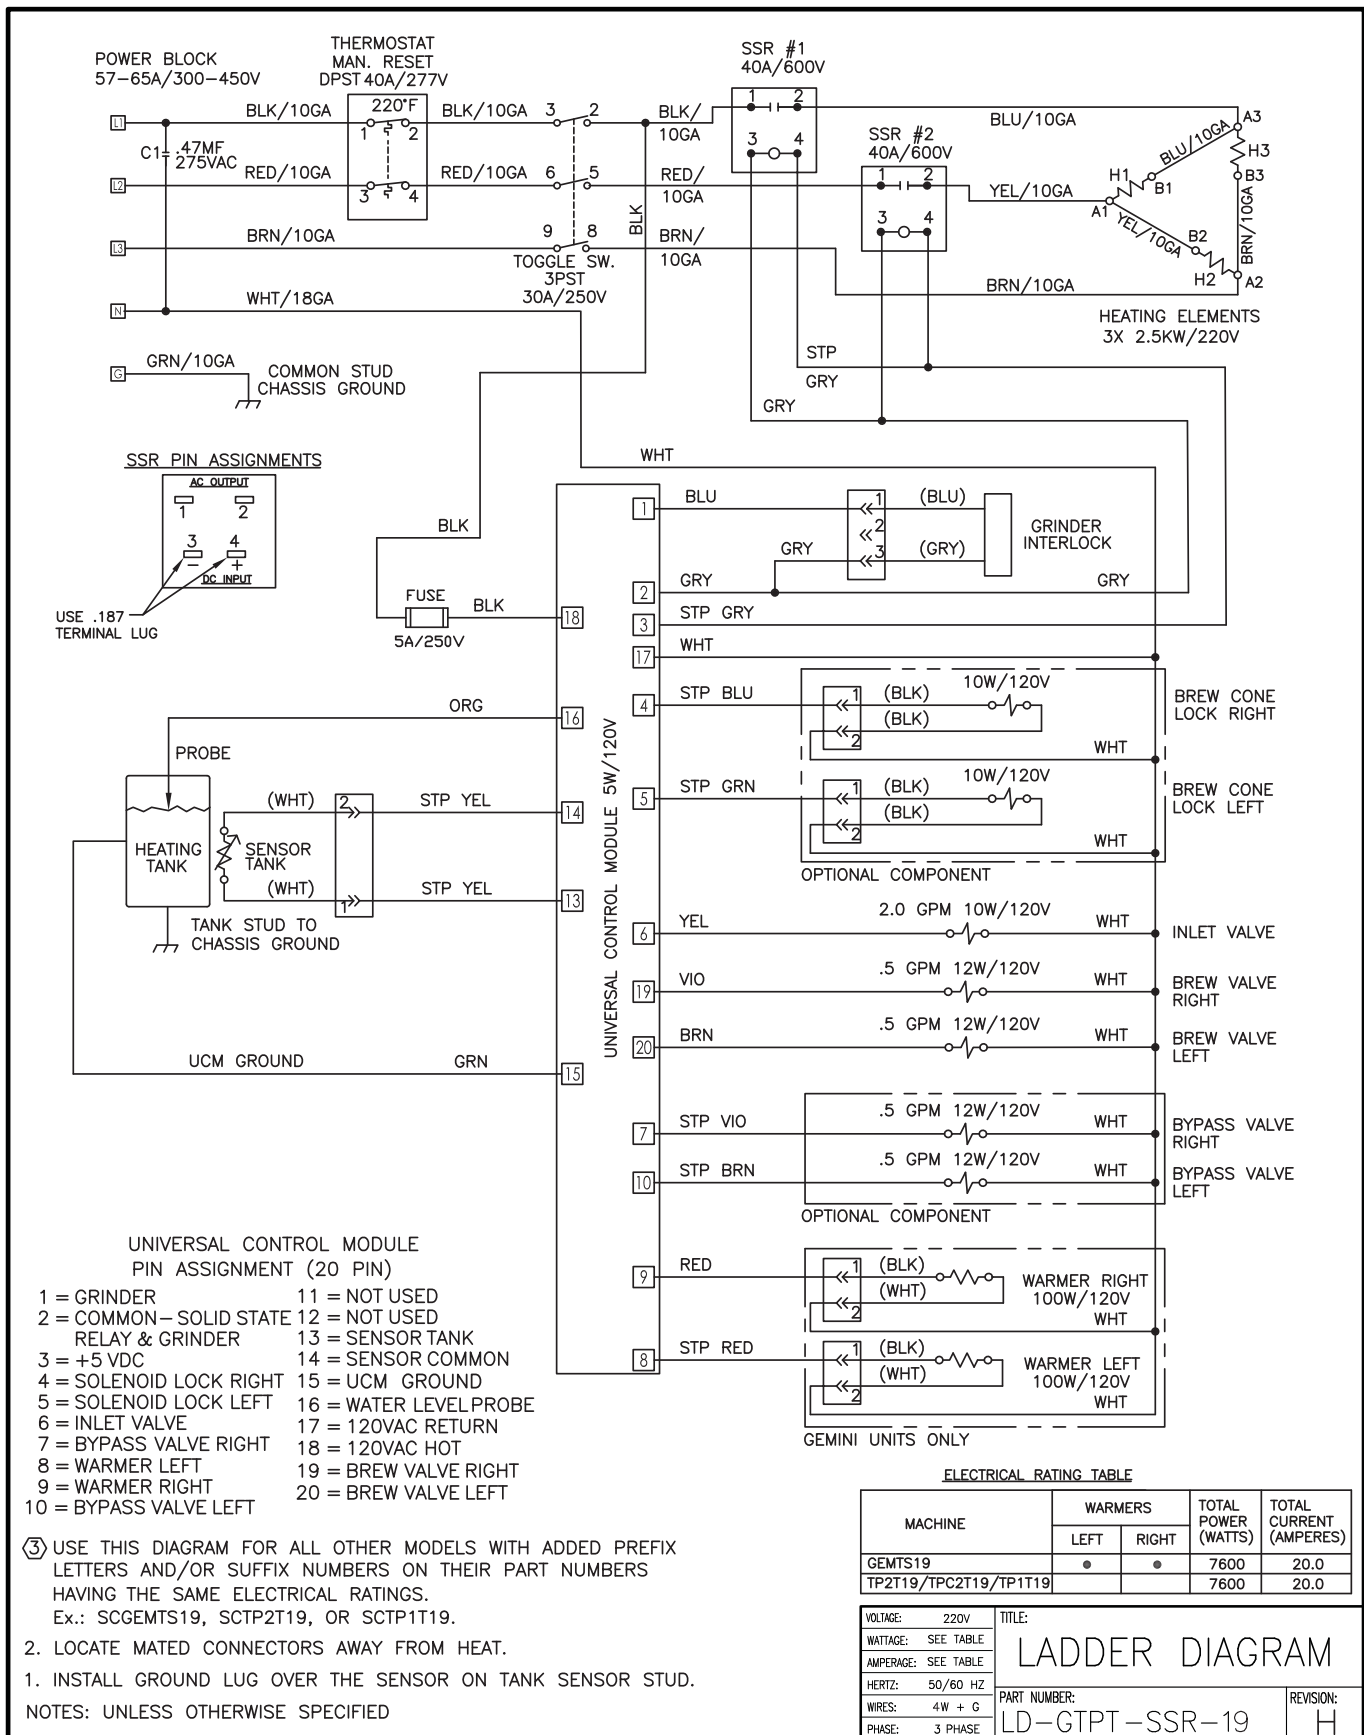 POWER BLOCK
57-65A/300-450V
THERMOSTAT
MAN. RESET
DPST 40A/277V
220°F
1
2
3
4
L1
BLK/10GA
BLK/10GA
3
2
BLK/
10GA
SSR #1
40A/600V
1
2
3
4
BLU/10GA
C1
.47MF
275VAC
L2
RED/10GA
RED/10GA
6
5
RED/
10GA
SSR #2
40A/600V
1
2
3
4
YEL/10GA
BLU/10GA
A3
H3
B3
H1
B1
A1
YEL/10GA
B2
H2
A2
BRN/10GA
L3
BRN/10GA
9
8
BLK
BRN/
10GA
BRN/10GA
TOGGLE SW.
3PST
30A/250V
N
WHT/18GA
HEATING ELEMENTS
3X 2.5KW/220V
G
GRN/10GA
COMMON STUD
CHASSIS GROUND
STP
GRY
GRY
WHT
SSR PIN ASSIGNMENTS
AC OUTPUT
1
2
3
4
-
+
DC INPUT
USE .187
TERMINAL LUG
BLK
FUSE
5A/250V
BLK
18
UNIVERSAL CONTROL MODULE 5W/120V
1
BLU
1
2
3
(BLU)
GRY
(GRY)
GRINDER
INTERLOCK
2
GRY
GRY
3
STP GRY
17
WHT
4
STP BLU
1
2
(BLK)
(BLK)
10W/120V
WHT
BREW CONE
LOCK RIGHT
5
STP GRN
1
2
(BLK)
(BLK)
10W/120V
WHT
BREW CONE
LOCK LEFT
OPTIONAL COMPONENT
ORG
16
PROBE
HEATING
TANK
SENSOR
TANK
(WHT)
2
STP YEL
14
(WHT)
1
STP YEL
13
TANK STUD TO
CHASSIS GROUND
UCM GROUND
GRN
15
6
YEL
2.0 GPM 10W/120V
WHT
INLET VALVE
19
VIO
.5 GPM 12W/120V
WHT
BREW VALVE
RIGHT
20
BRN
.5 GPM 12W/120V
WHT
BREW VALVE
LEFT
7
STP VIO
.5 GPM 12W/120V
WHT
BYPASS VALVE
RIGHT
10
STP BRN
.5 GPM 12W/120V
WHT
BYPASS VALVE
LEFT
OPTIONAL COMPONENT
9
RED
1
2
(BLK)
(WHT)
WARMER RIGHT
100W/120V
WHT
8
STP RED
1
2
(BLK)
(WHT)
WARMER LEFT
100W/120V
WHT
GEMINI UNITS ONLY
UNIVERSAL CONTROL MODULE
PIN ASSIGNMENT (20 PIN)
1 = GRINDER
2 = COMMON-SOLID STATE
RELAY & GRINDER
3 = +5 VDC
4 = SOLENOID LOCK RIGHT
5 = SOLENOID LOCK LEFT
6 = INLET VALVE
7 = BYPASS VALVE RIGHT
8 = WARMER LEFT
9 = WARMER RIGHT
10 = BYPASS VALVE LEFT
11 = NOT USED
12 = NOT USED
13 = SENSOR TANK
14 = SENSOR COMMON
15 = UCM GROUND
16 = WATER LEVEL PROBE
17 = 120VAC RETURN
18 = 120VAC HOT
19 = BREW VALVE RIGHT
20 = BREW VALVE LEFT
3 USE THIS DIAGRAM FOR ALL OTHER MODELS WITH ADDED PREFIX
LETTERS AND/OR SUFFIX NUMBERS ON THEIR PART NUMBERS
HAVING THE SAME ELECTRICAL RATINGS.
Ex.: SCGEMTS19, SCTP2T19, OR SCTP1T19.
2. LOCATE MATED CONNECTORS AWAY FROM HEAT.
1. INSTALL GROUND LUG OVER THE SENSOR ON TANK SENSOR STUD.
NOTES: UNLESS OTHERWISE SPECIFIED
ELECTRICAL RATING TABLE
MACHINE WARMERS TOTAL POWER (WATTS) TOTAL CURRENT (AMPERES)
LEFT RIGHT
GEMTS19 ● ● 7600 20.0
TP2T19/TPC2T19/TP1T19 7600 20.0
VOLTAGE: 220V
WATTAGE: SEE TABLE
AMPERAGE: SEE TABLE
HERTZ: 50/60 HZ
WIRES: 4W + G
PHASE: 3 PHASE
TITLE:
LADDER DIAGRAM
PART NUMBER:
LD-GTPT-SSR-19
REVISION:
H